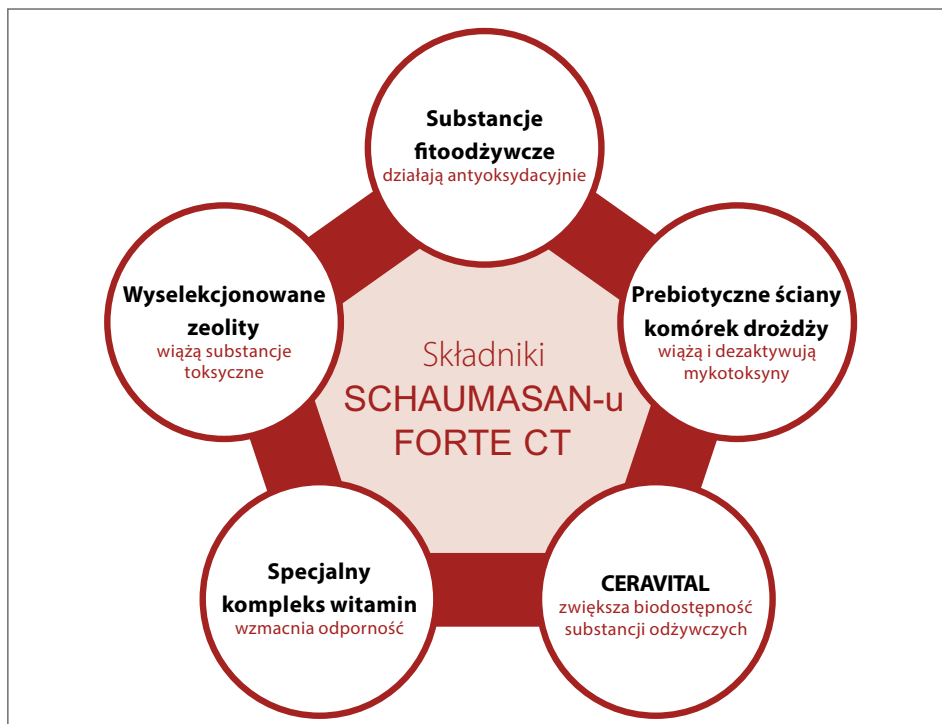 Substancje
fitoodżywcze
działają antyoksydacyjnie
Wyselekcjonowane
zeolity
wiążą substancje
toksyczne
Prebiotyczne ściany
komórek drożdży
wiążą i dezaktywują
mykotoksyny
Składniki
SCHAUMASAN-u
FORTE CT
Specjalny
kompleks witamin
wzmacnia odporność
CERAVITAL
zwiększa biodostępność
substancji odżywczych